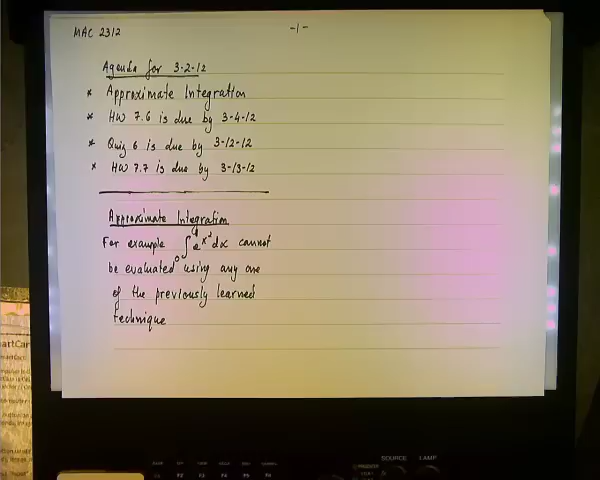 MAC 2312
-1-
Agenda for 3-2-12
* Approximate Integration
* HW 7.6 is due by 3-4-12
* Quiz 6 is due by 3-12-12
* HW 7.7 is due by 3-13-12
Approximate Integration
For example ∫₀¹ e^x² dx cannot
be evaluated using any one
of the previously learned
technique
SOURCE LAMP